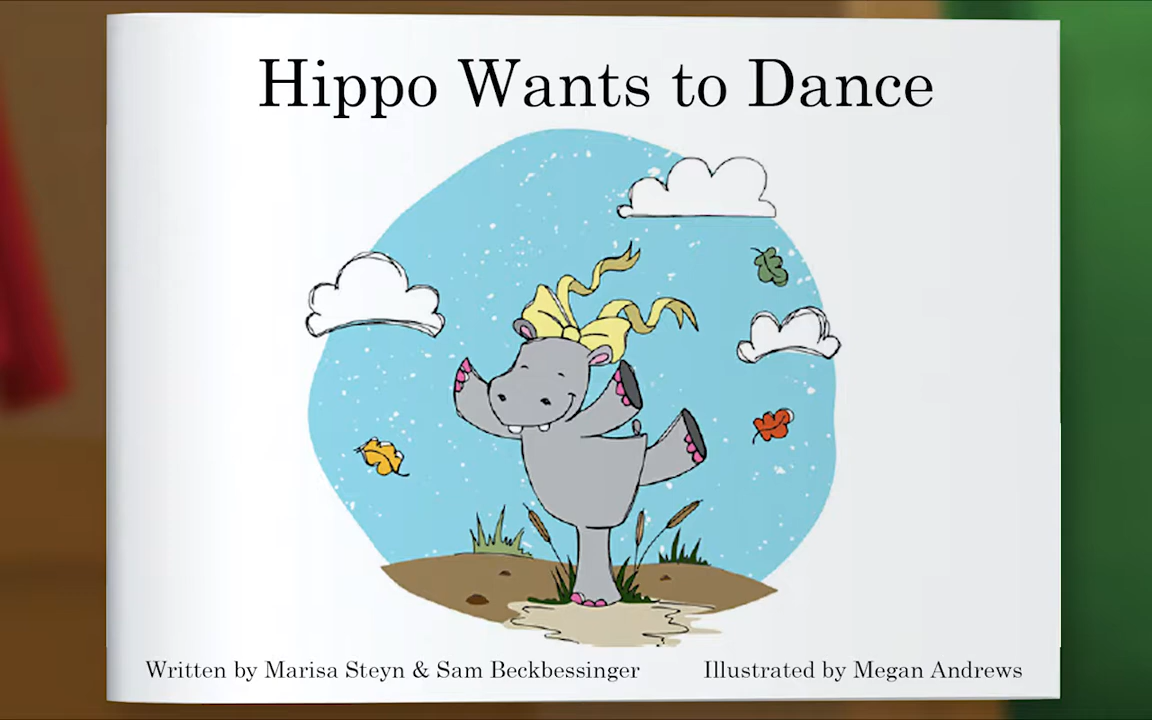 Hippo Wants to Dance
Written by Marisa Steyn & Sam Beckbessinger
Illustrated by Megan Andrews